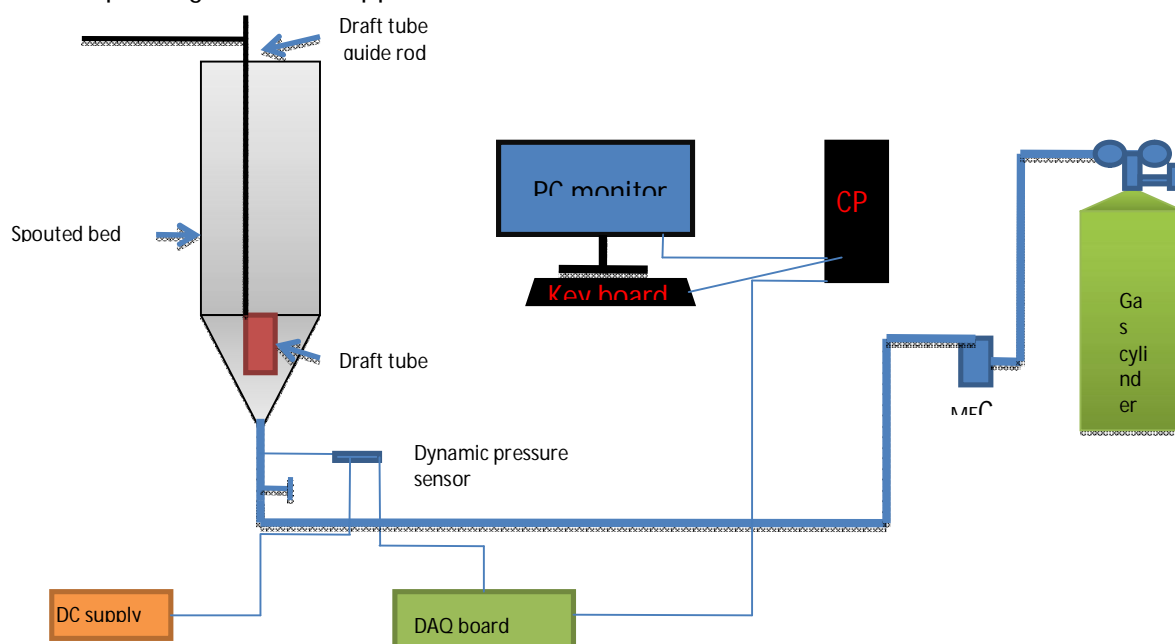 Draft tube
guide rod
PC monitor
CP
Spouted bed
Key board
Ga
s
cyli
nd
er
Draft tube
MFC
Dynamic pressure
sensor
DC supply
DAQ board